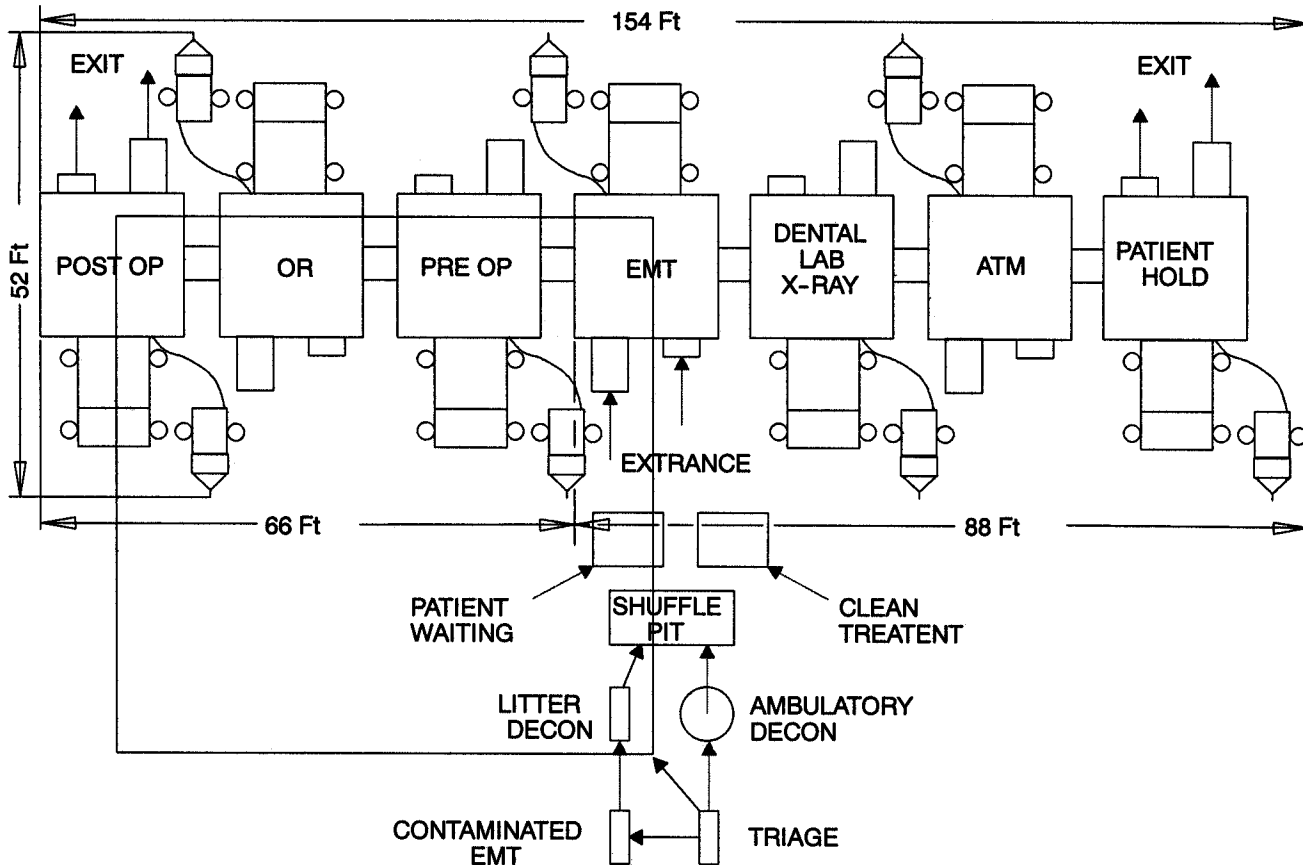 154 Ft
EXIT
EXIT
52 Ft
POST OP
OR
PRE OP
EMT
DENTAL
LAB
X-RAY
ATM
PATIENT
HOLD
EXTRANCE
66 Ft
88 Ft
PATIENT
WAITING
SHUFFLE
PIT
CLEAN
TREATENT
LITTER
DECON
AMBULATORY
DECON
CONTAMINATED
EMT
TRIAGE